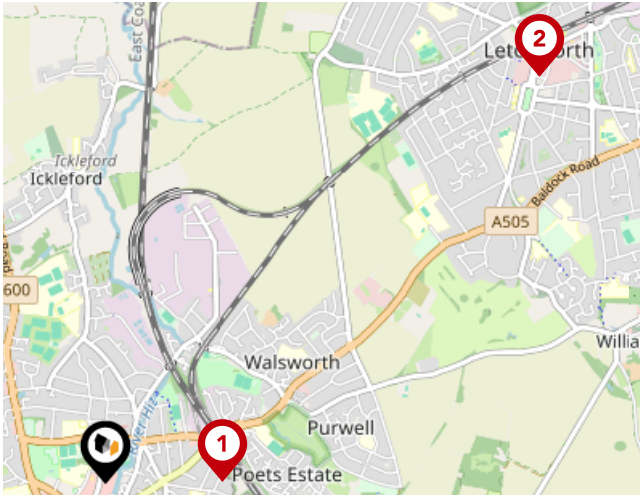 East Coa
2
Letchworth
Ickleford
Ickleford
Baldock Road
A505
600
Walsworth
Willia
River Hiz
Purwell
1
Poets Estate